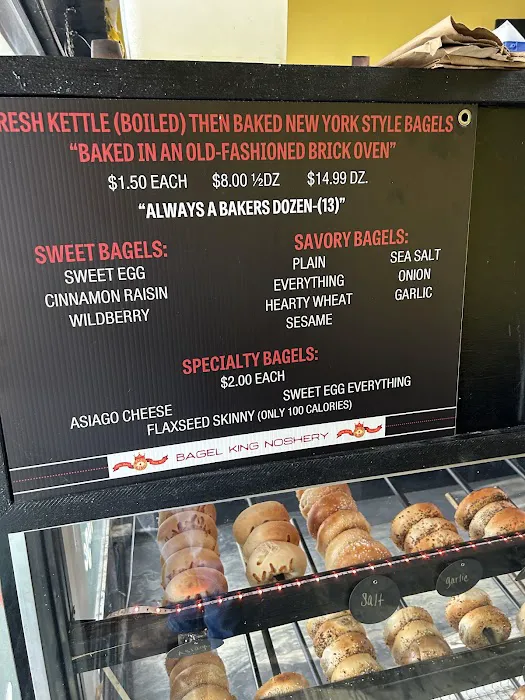 RESH KETTLE (BOILED) THEN BAKED NEW YORK STYLE BAGELS
“BAKED IN AN OLD-FASHIONED BRICK OVEN”
$1.50 EACH $8.00 ½DZ $14.99 DZ.
“ALWAYS A BAKERS DOZEN-(13)”
SWEET BAGELS:
SWEET EGG
CINNAMON RAISIN
WILDBERRY
SAVORY BAGELS:
PLAIN
EVERYTHING
HEARTY WHEAT
SESAME
SEA SALT
ONION
GARLIC
SPECIALTY BAGELS:
$2.00 EACH
ASIAGO CHEESE
SWEET EGG EVERYTHING
FLAXSEED SKINNY (ONLY 100 CALORIES)
BAGEL KING NOSHERY
Salt
garlic